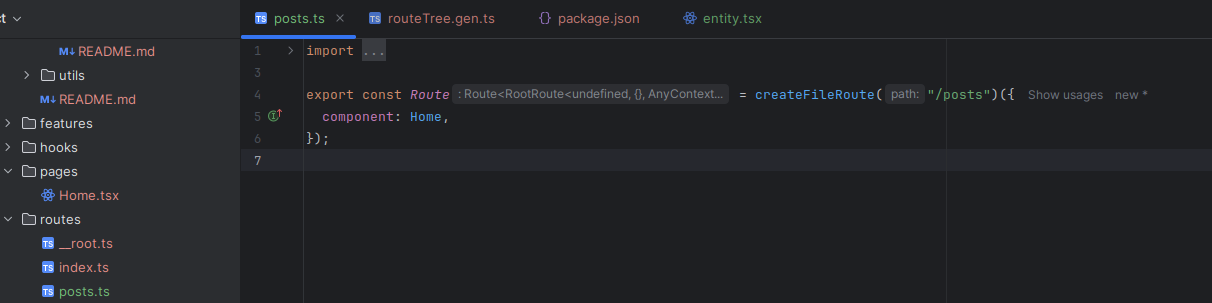 ct
posts.ts
routeTree.gen.ts
package.json
entity.tsx
README.md
utils
README.md
features
hooks
pages
Home.tsx
routes
__root.ts
index.ts
posts.ts
1 import ...
3
4 export const Route : Route<RootRoute<undefined, {}, AnyContext... = createFileRoute( path: "/posts")({ Show usages new *
5 component: Home,
6 });
7